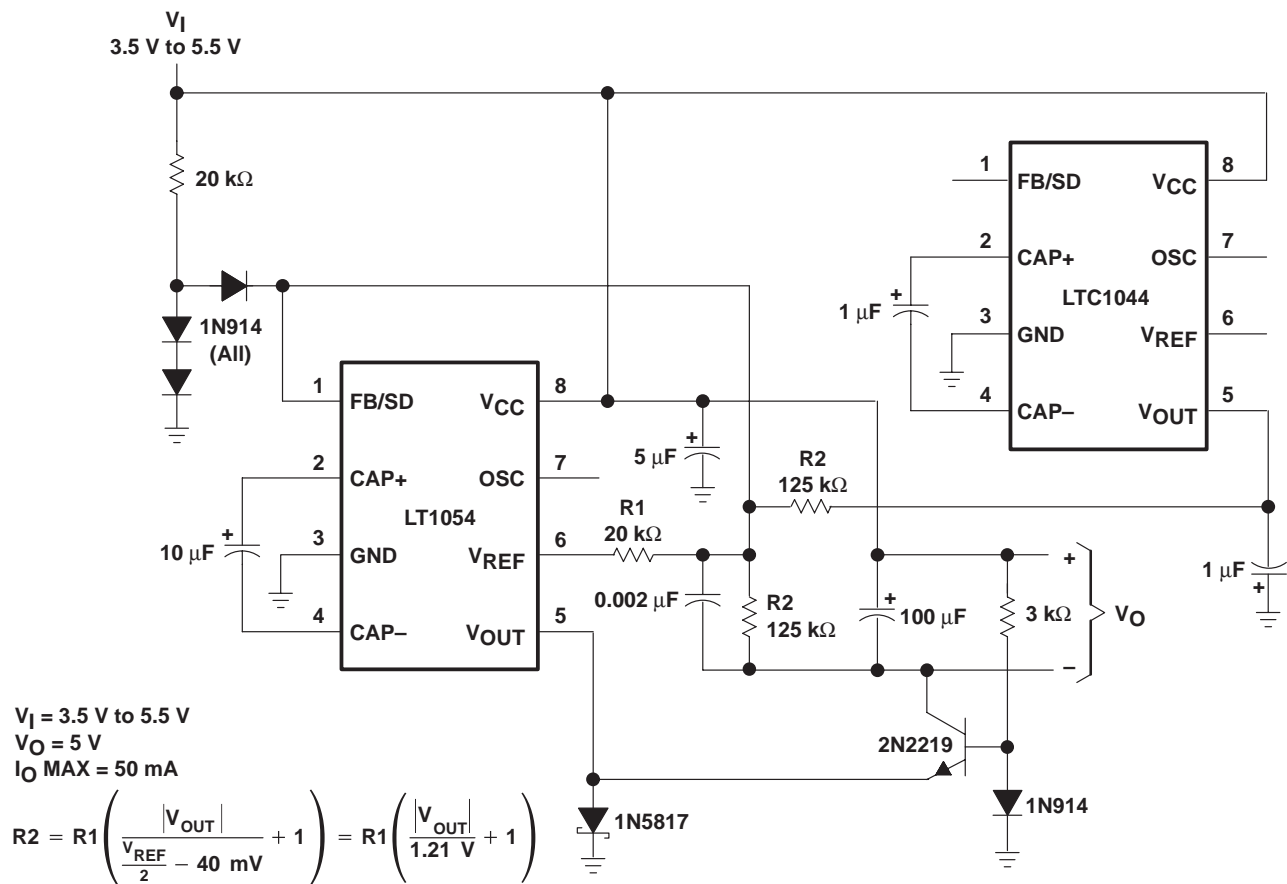 VI
3.5 V to 5.5 V
20 kΩ
1N914
(All)
1
FB/SD
VCC
8
2
CAP+
OSC
7
LTC1044
3
GND
VREF
6
4
CAP–
VOUT
5
1 μF
+
1
FB/SD
VCC
8
2
CAP+
OSC
7
LT1054
3
GND
VREF
6
4
CAP–
VOUT
5
10 μF
+
5 μF
+
R2
125 kΩ
R1
20 kΩ
0.002 μF
R2
125 kΩ
100 μF
+
3 kΩ
+
VO
–
1 μF
+
2N2219
1N5817
1N914
VI = 3.5 V to 5.5 V
VO = 5 V
IO MAX = 50 mA
R2 = R1 ( |VOUT| / (VREF/2 – 40 mV) + 1 ) = R1 ( |VOUT| / 1.21 V + 1 )